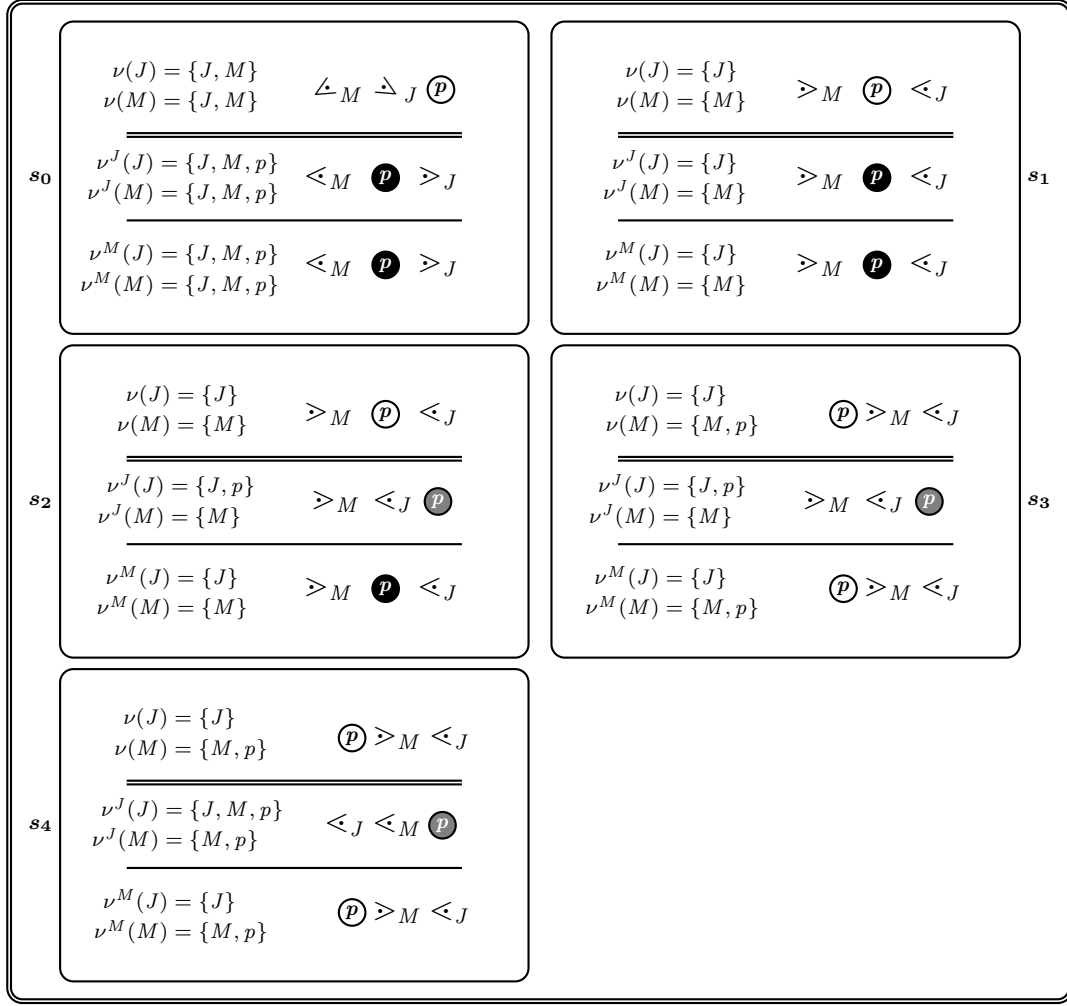 ν(J) = {J, M}
ν(M) = {J, M} ⋖M ⋗J p
s0
ν^J(J) = {J, M, p}
ν^J(M) = {J, M, p} ⋖M p ⋗J
ν^M(J) = {J, M, p}
ν^M(M) = {J, M, p} ⋖M p ⋗J
ν(J) = {J}
ν(M) = {M} ⋗M p ⋖J
ν^J(J) = {J}
ν^J(M) = {M} ⋗M p ⋖J
s1
ν^M(J) = {J}
ν^M(M) = {M} ⋗M p ⋖J
ν(J) = {J}
ν(M) = {M} ⋗M p ⋖J
s2
ν^J(J) = {J, p}
ν^J(M) = {M} ⋗M ⋖J p
ν^M(J) = {J}
ν^M(M) = {M} ⋗M p ⋖J
ν(J) = {J}
ν(M) = {M, p} p ⋗M ⋖J
ν^J(J) = {J, p}
ν^J(M) = {M} ⋗M ⋖J p
s3
ν^M(J) = {J}
ν^M(M) = {M, p} p ⋗M ⋖J
ν(J) = {J}
ν(M) = {M, p} p ⋗M ⋖J
s4
ν^J(J) = {J, M, p}
ν^J(M) = {M, p} ⋖J ⋖M p
ν^M(J) = {J}
ν^M(M) = {M, p} p ⋗M ⋖J